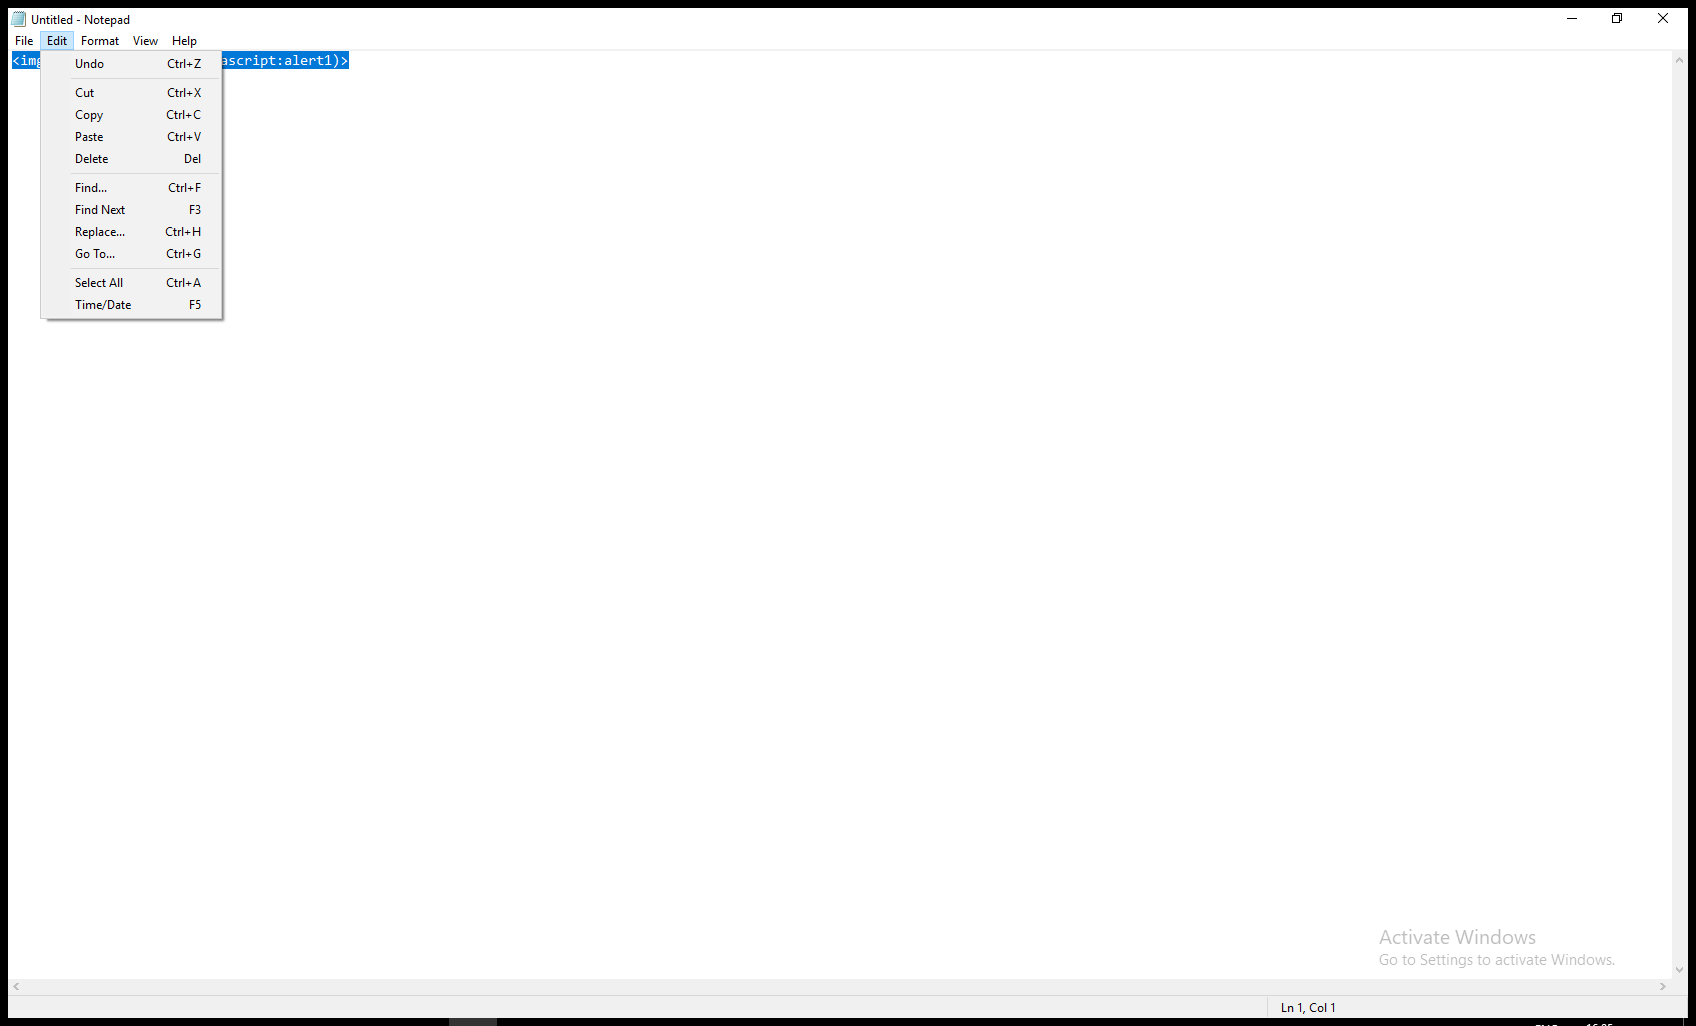 Untitled - Notepad
File Edit Format View Help
ascript:alert1)>
Undo Ctrl+Z
Cut Ctrl+X
Copy Ctrl+C
Paste Ctrl+V
Delete Del
Find... Ctrl+F
Find Next F3
Replace... Ctrl+H
Go To... Ctrl+G
Select All Ctrl+A
Time/Date F5
Activate Windows
Go to Settings to activate Windows.
Ln 1, Col 1